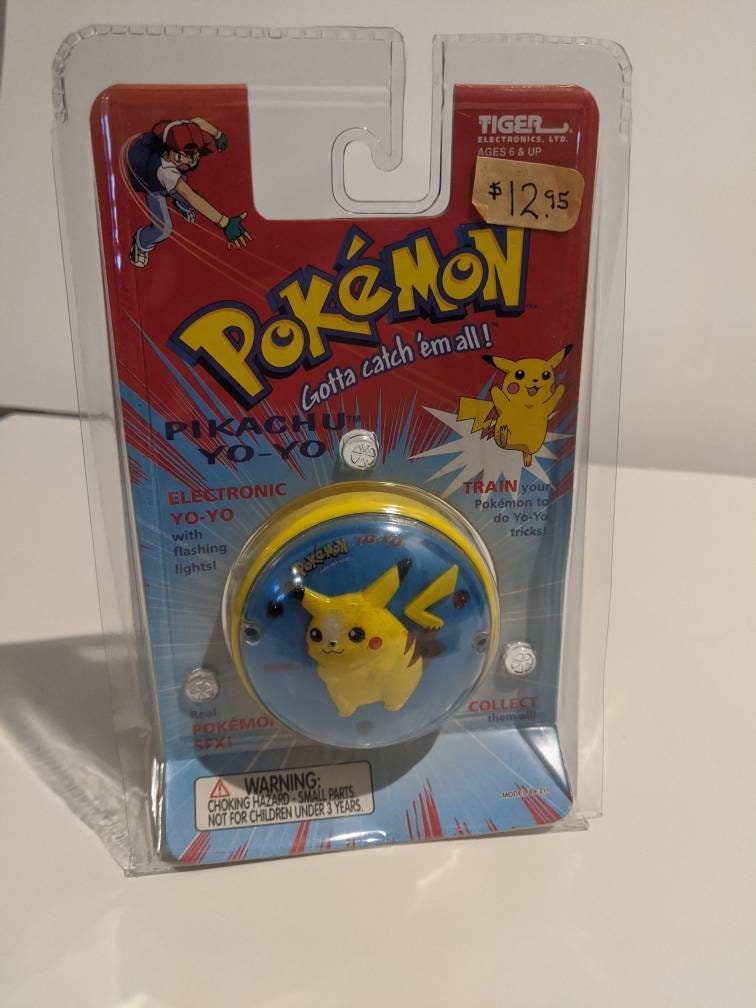 TIGER
ELECTRONICS, LTD.
AGES 6 & UP
$12.95
POKéMON
Gotta catch 'em all!
PIKACHU™
YO-YO
ELECTRONIC
YO-YO
with
flashing
lights!
TRAIN your
Pokémon to
do Yo-Yo
tricks!
POKéMON YO-YO
Real
POKÉMO
SFX!
COLLECT
them all!
WARNING:
CHOKING HAZARD - SMALL PARTS.
NOT FOR CHILDREN UNDER 3 YEARS.
MODEL